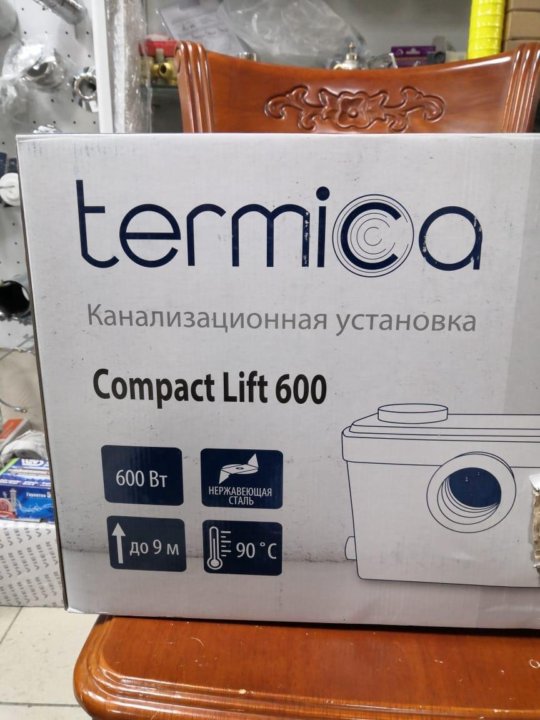 termica
Канализационная установка
Compact Lift 600
600 Вт
НЕРЖАВЕЮЩАЯ
СТАЛЬ
до 9 м
90 °C